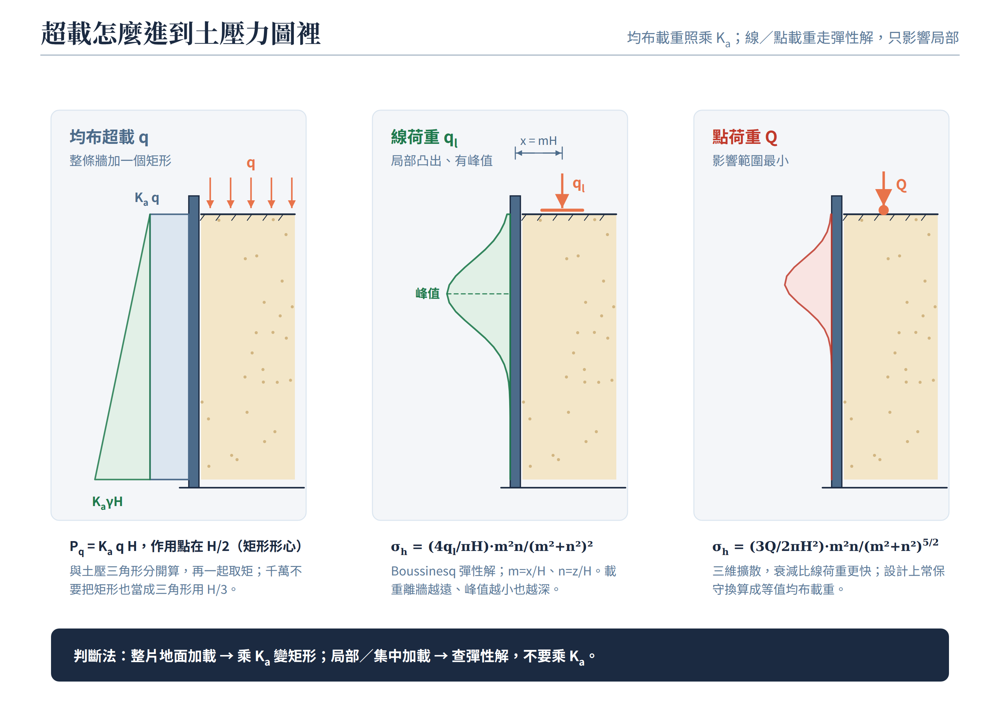 超載怎麼進到土壓力圖裡
均布載重照乘 Kₐ；線／點載重走彈性解，只影響局部
均布超載 q
整條牆加一個矩形
q
Kₐ q
KₐγH
線荷重 qₗ
局部凸出、有峰值
x = mH
qₗ
峰值
點荷重 Q
影響範圍最小
Q
P_q = Kₐ q H，作用點在 H/2（矩形形心）
與土壓三角形分開算，再一起取矩；千萬不
要把矩形也當成三角形用 H/3。
σₕ = (4qₗ/πH)·m²n/(m²+n²)²
Boussinesq 彈性解；m=x/H、n=z/H。載
重離牆越遠、峰值越小也越深。
σₕ = (3Q/2πH²)·m²n/(m²+n²)^5/2
三維擴散，衰減比線荷重更快；設計上常保
守換算成等值均布載重。
判斷法：整片地面加載 → 乘 Kₐ 變矩形；局部／集中加載 → 查彈性解，不要乘 Kₐ。